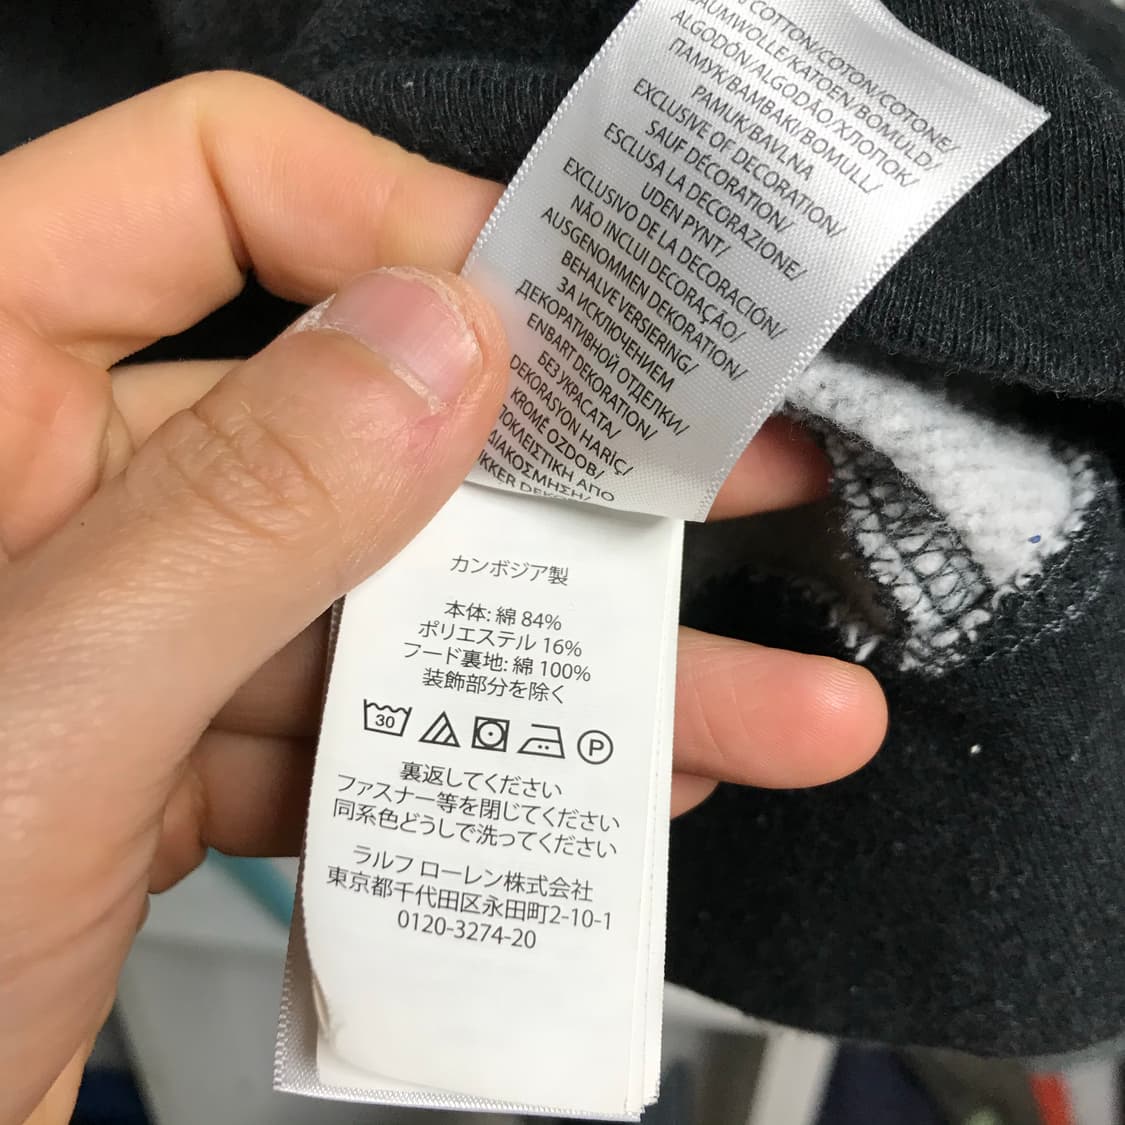 COTTON/COTON/COTONE/
BAUMWOLLE/KATOEN/BOMULD/
ALGODÓN/ALGODÃO/ХЛОПОК/
ПАМУК/ΒΑΜΒΑΚΙ/BOMULL/
PAMUK/BAVLNA
EXCLUSIVE OF DECORATION/
SAUF DÉCORATION/
ESCLUSA LA DECORAZIONE/
UDEN PYNT/
EXCLUSIVO DE LA DECORACIÓN/
NÃO INCLUI DECORAÇÃO/
AUSGENOMMEN DEKORATION/
BEHALVE VERSIERING/
ЗА ИСКЛЮЧЕНИЕМ
ДЕКОРАТИВНОЙ ОТДЕЛКИ/
ENBART DEKORATION/
БЕЗ УКРАСАТА/
DEKORASYON HARIÇ/
KROMĚ OZDOB/
ΑΠΟ
ΔΙΑΚΟΣΜΗΣΗ/
カンボジア製
本体: 綿 84%
ポリエステル 16%
フード裏地: 綿 100%
装飾部分を除く
30 P
裏返してください
ファスナー等を閉じてください
同系色どうしで洗ってください
ラルフ ローレン株式会社
東京都千代田区永田町2-10-1
0120-3274-20